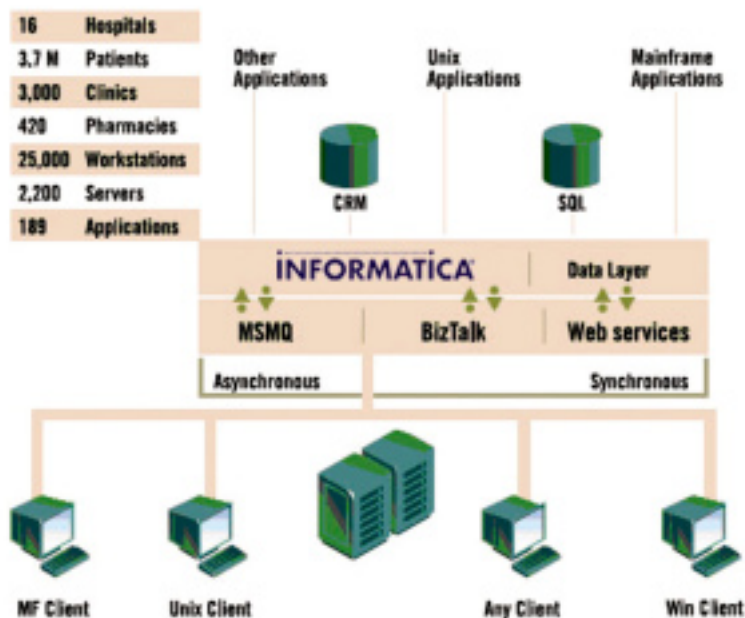 16 Hospitals
3,7 M Patients
3,000 Clinics
420 Pharmacies
25,000 Workstations
2,200 Servers
189 Applications
Other
Applications
Unix
Applications
Mainframe
Applications
CRM
SQL
INFORMATICA
Data Layer
MSMQ
BizTalk
Web services
Asynchronous
Synchronous
MF Client
Unix Client
Any Client
Win Client